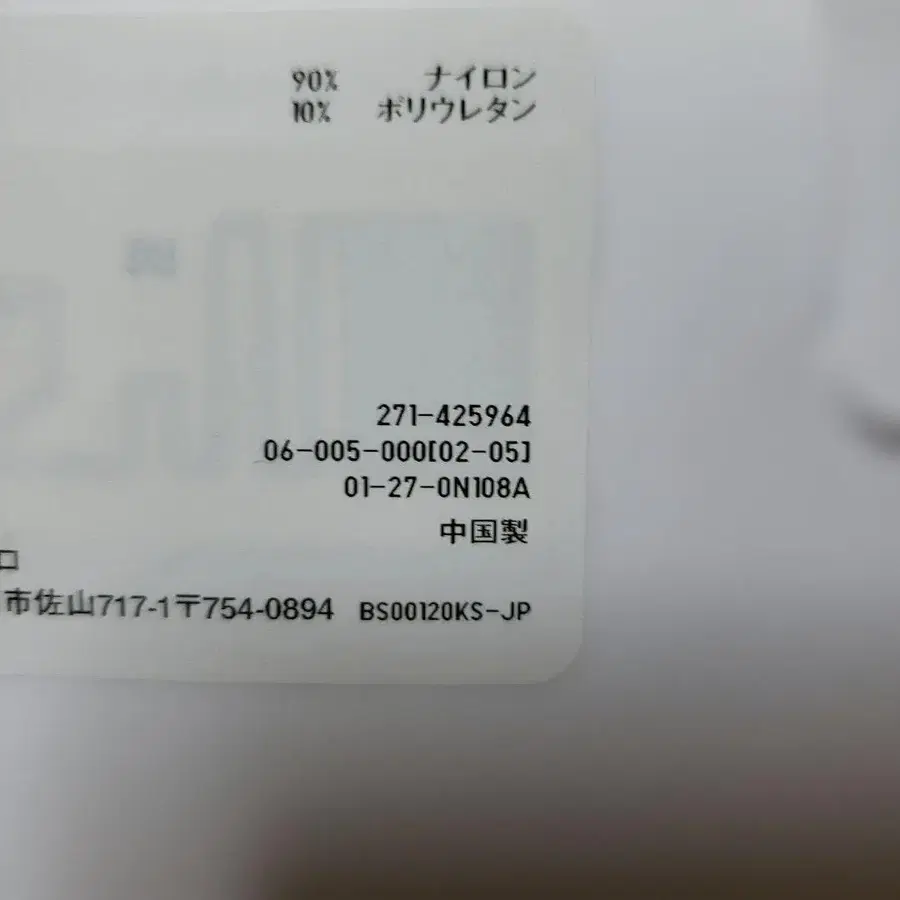 90% ナイロン
10% ポリウレタン
271-425964
06-005-000[02-05]
01-27-0N108A
中国製
ロ
市佐山717-1〒754-0894 BS00120KS-JP